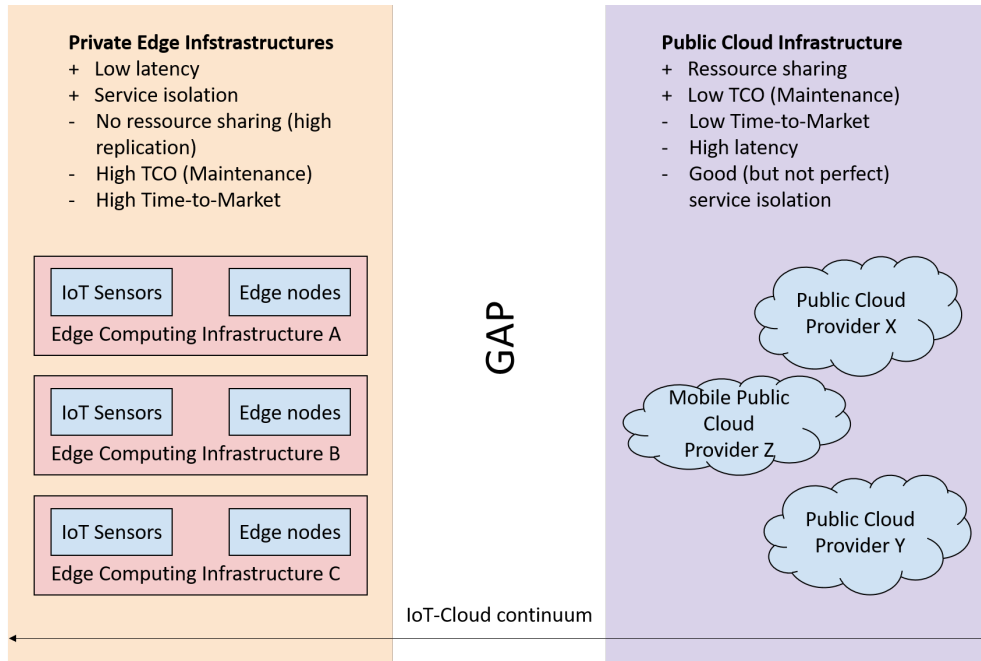 Private Edge Infstrastructures
+ Low latency
+ Service isolation
- No ressource sharing (high
replication)
- High TCO (Maintenance)
- High Time-to-Market
IoT Sensors
Edge nodes
Edge Computing Infrastructure A
IoT Sensors
Edge nodes
Edge Computing Infrastructure B
IoT Sensors
Edge nodes
Edge Computing Infrastructure C
GAP
Public Cloud Infrastructure
+ Ressource sharing
+ Low TCO (Maintenance)
- Low Time-to-Market
- High latency
- Good (but not perfect)
service isolation
Public Cloud
Provider X
Mobile Public
Cloud
Provider Z
Public Cloud
Provider Y
IoT-Cloud continuum